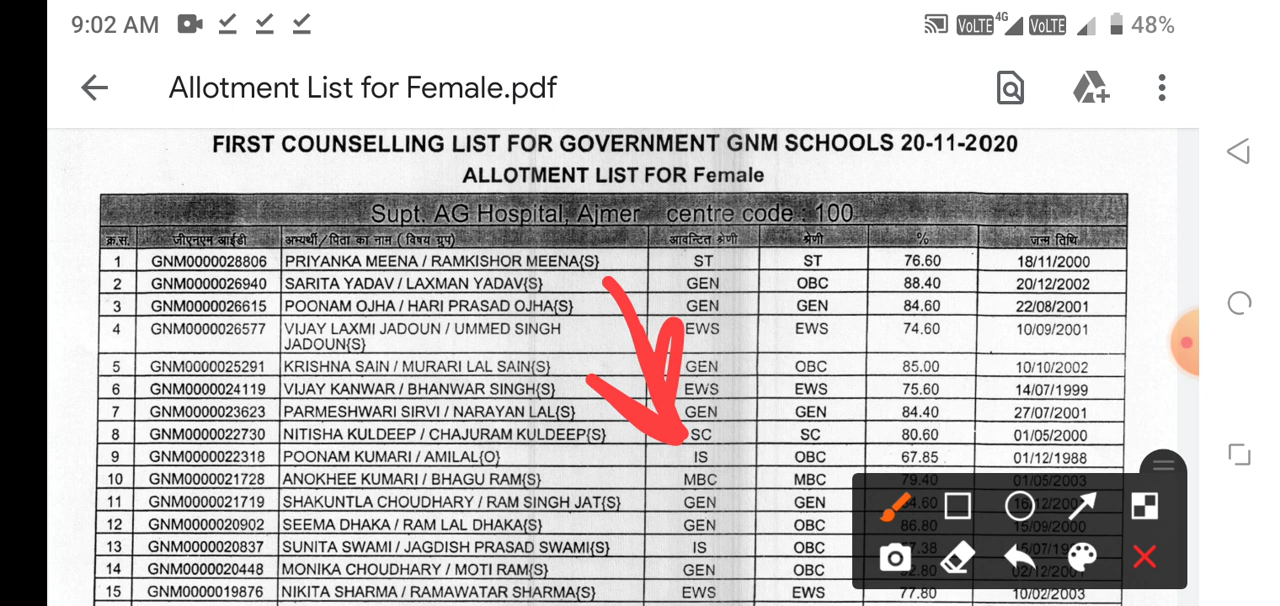 9:02 AM VoLTE 4G VoLTE 48%
Allotment List for Female.pdf
FIRST COUNSELLING LIST FOR GOVERNMENT GNM SCHOOLS 20-11-2020
ALLOTMENT LIST FOR Female
Supt. AG Hospital, Ajmer centre code : 100
क्र.सं. जीएनएम आईडी अभ्यर्थी/पिता का नाम (विषय ग्रुप) आवन्टित श्रेणी श्रेणी % जन्म तिथि
1 GNM0000028806 PRIYANKA MEENA / RAMKISHOR MEENA{S} ST ST 76.60 18/11/2000
2 GNM0000026940 SARITA YADAV / LAXMAN YADAV{S} GEN OBC 88.40 20/12/2002
3 GNM0000026615 POONAM OJHA / HARI PRASAD OJHA{S} GEN GEN 84.60 22/08/2001
4 GNM0000026577 VIJAY LAXMI JADOUN / UMMED SINGH EWS EWS 74.60 10/09/2001
JADOUN{S}
5 GNM0000025291 KRISHNA SAIN / MURARI LAL SAIN{S} GEN OBC 85.00 10/10/2002
6 GNM0000024119 VIJAY KANWAR / BHANWAR SINGH{S} EWS EWS 75.60 14/07/1999
7 GNM0000023623 PARMESHWARI SIRVI / NARAYAN LAL{S} GEN GEN 84.40 27/07/2001
8 GNM0000022730 NITISHA KULDEEP / CHAJURAM KULDEEP{S} SC SC 80.60 01/05/2000
9 GNM0000022318 POONAM KUMARI / AMILAL{O} IS OBC 67.85 01/12/1988
10 GNM0000021728 ANOKHEE KUMARI / BHAGU RAM{S} MBC MBC 79.40 01/05/2003
11 GNM0000021719 SHAKUNTLA CHOUDHARY / RAM SINGH JAT{S} GEN GEN
12 GNM0000020902 SEEMA DHAKA / RAM LAL DHAKA{S} GEN OBC 86.80 15/09/2000
13 GNM0000020837 SUNITA SWAMI / JAGDISH PRASAD SWAMI{S} IS OBC
14 GNM0000020448 MONIKA CHOUDHARY / MOTI RAM{S} GEN OBC
15 GNM0000019876 NIKITA SHARMA / RAMAWATAR SHARMA{S} EWS EWS 77.80 10/02/2003